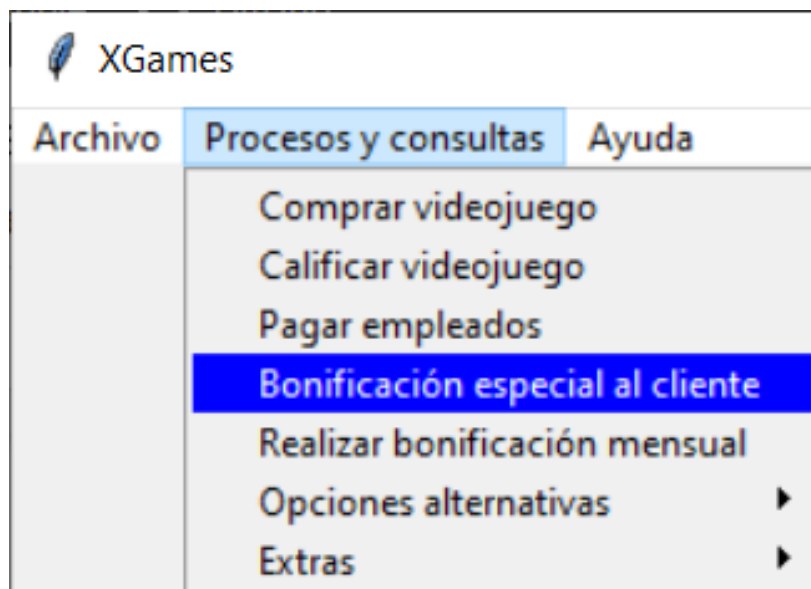 XGames
Archivo Procesos y consultas Ayuda
Comprar videojuego
Calificar videojuego
Pagar empleados
Bonificación especial al cliente
Realizar bonificación mensual
Opciones alternativas
Extras